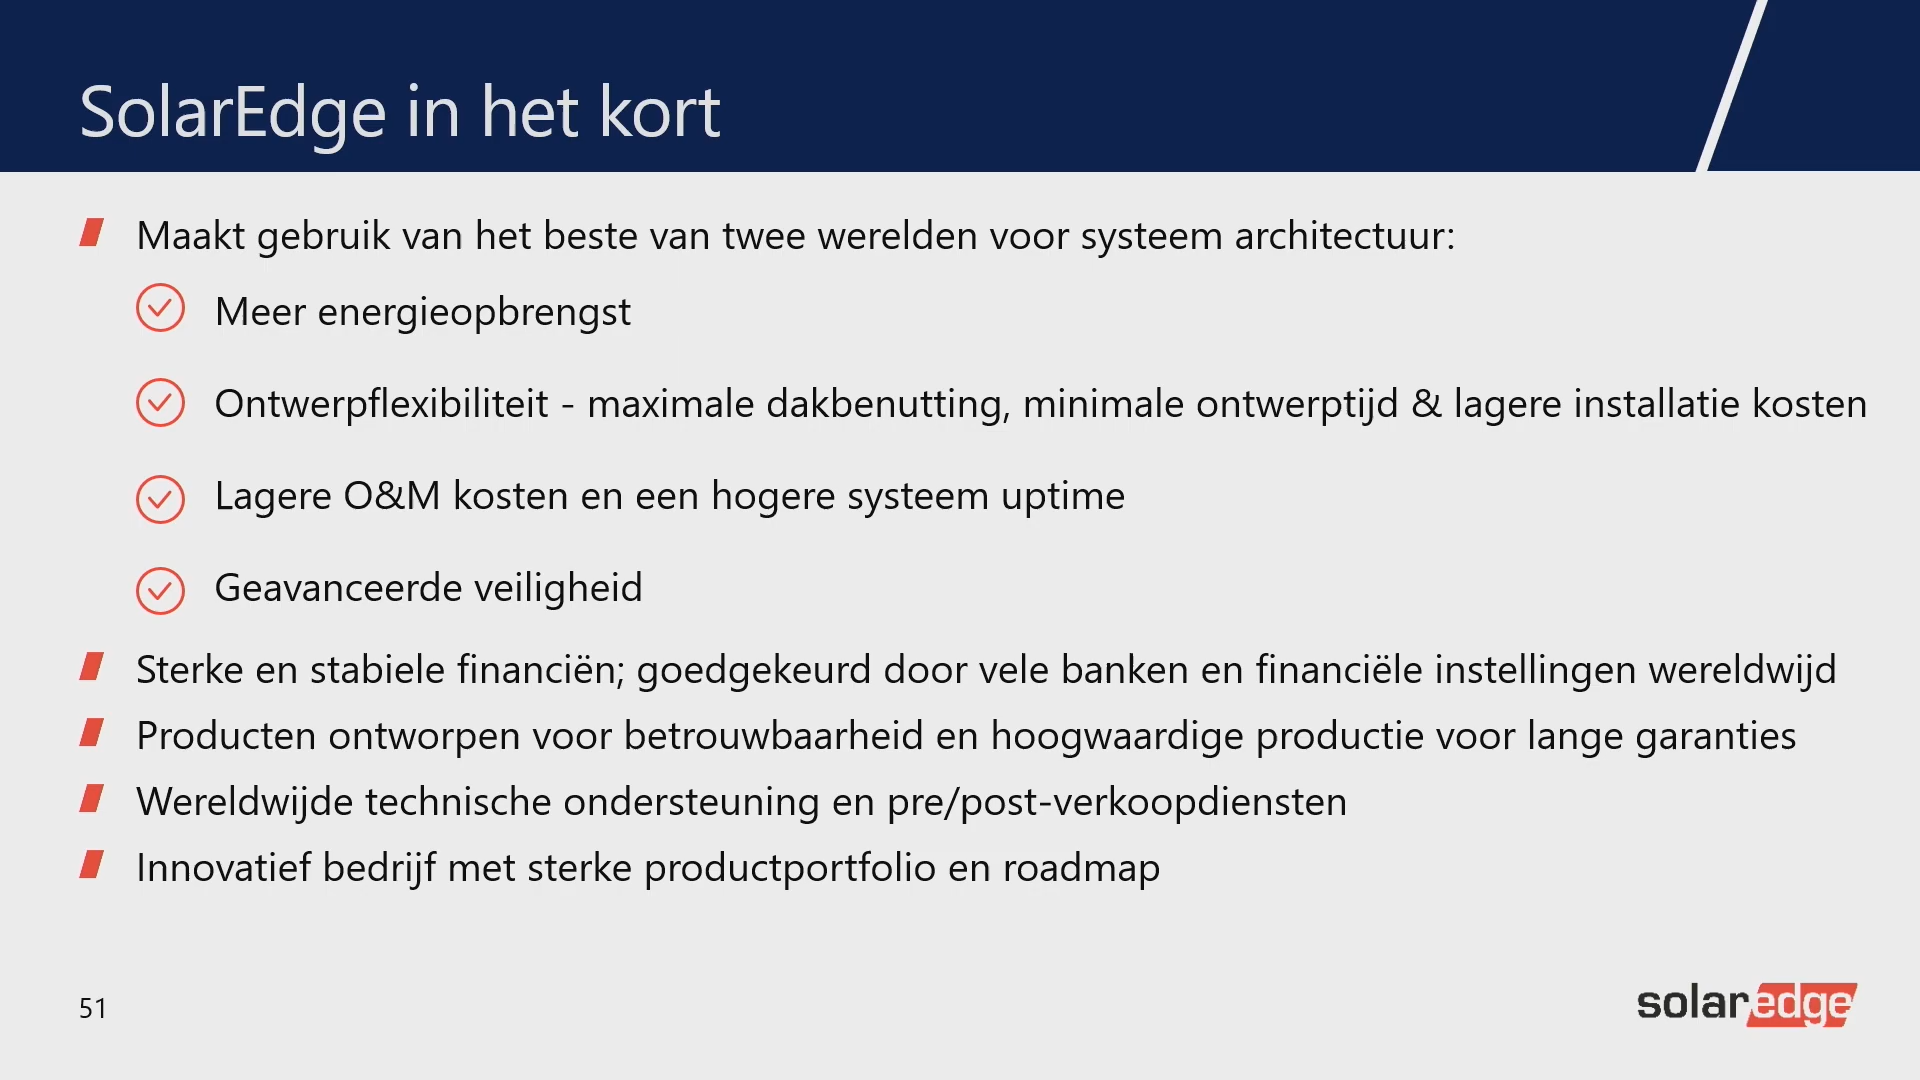 SolarEdge in het kort
Maakt gebruik van het beste van twee werelden voor systeem architectuur:
Meer energieopbrengst
Ontwerpflexibiliteit - maximale dakbenutting, minimale ontwerptijd & lagere installatie kosten
Lagere O&M kosten en een hogere systeem uptime
Geavanceerde veiligheid
Sterke en stabiele financiën; goedgekeurd door vele banken en financiële instellingen wereldwijd
Producten ontworpen voor betrouwbaarheid en hoogwaardige productie voor lange garanties
Wereldwijde technische ondersteuning en pre/post-verkoopdiensten
Innovatief bedrijf met sterke productportfolio en roadmap
51
solaredge